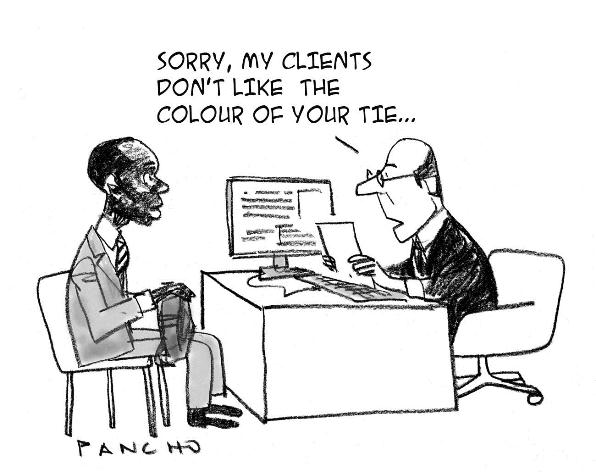 SORRY, MY CLIENTS
DON'T LIKE THE
COLOUR OF YOUR TIE...
PANCHO